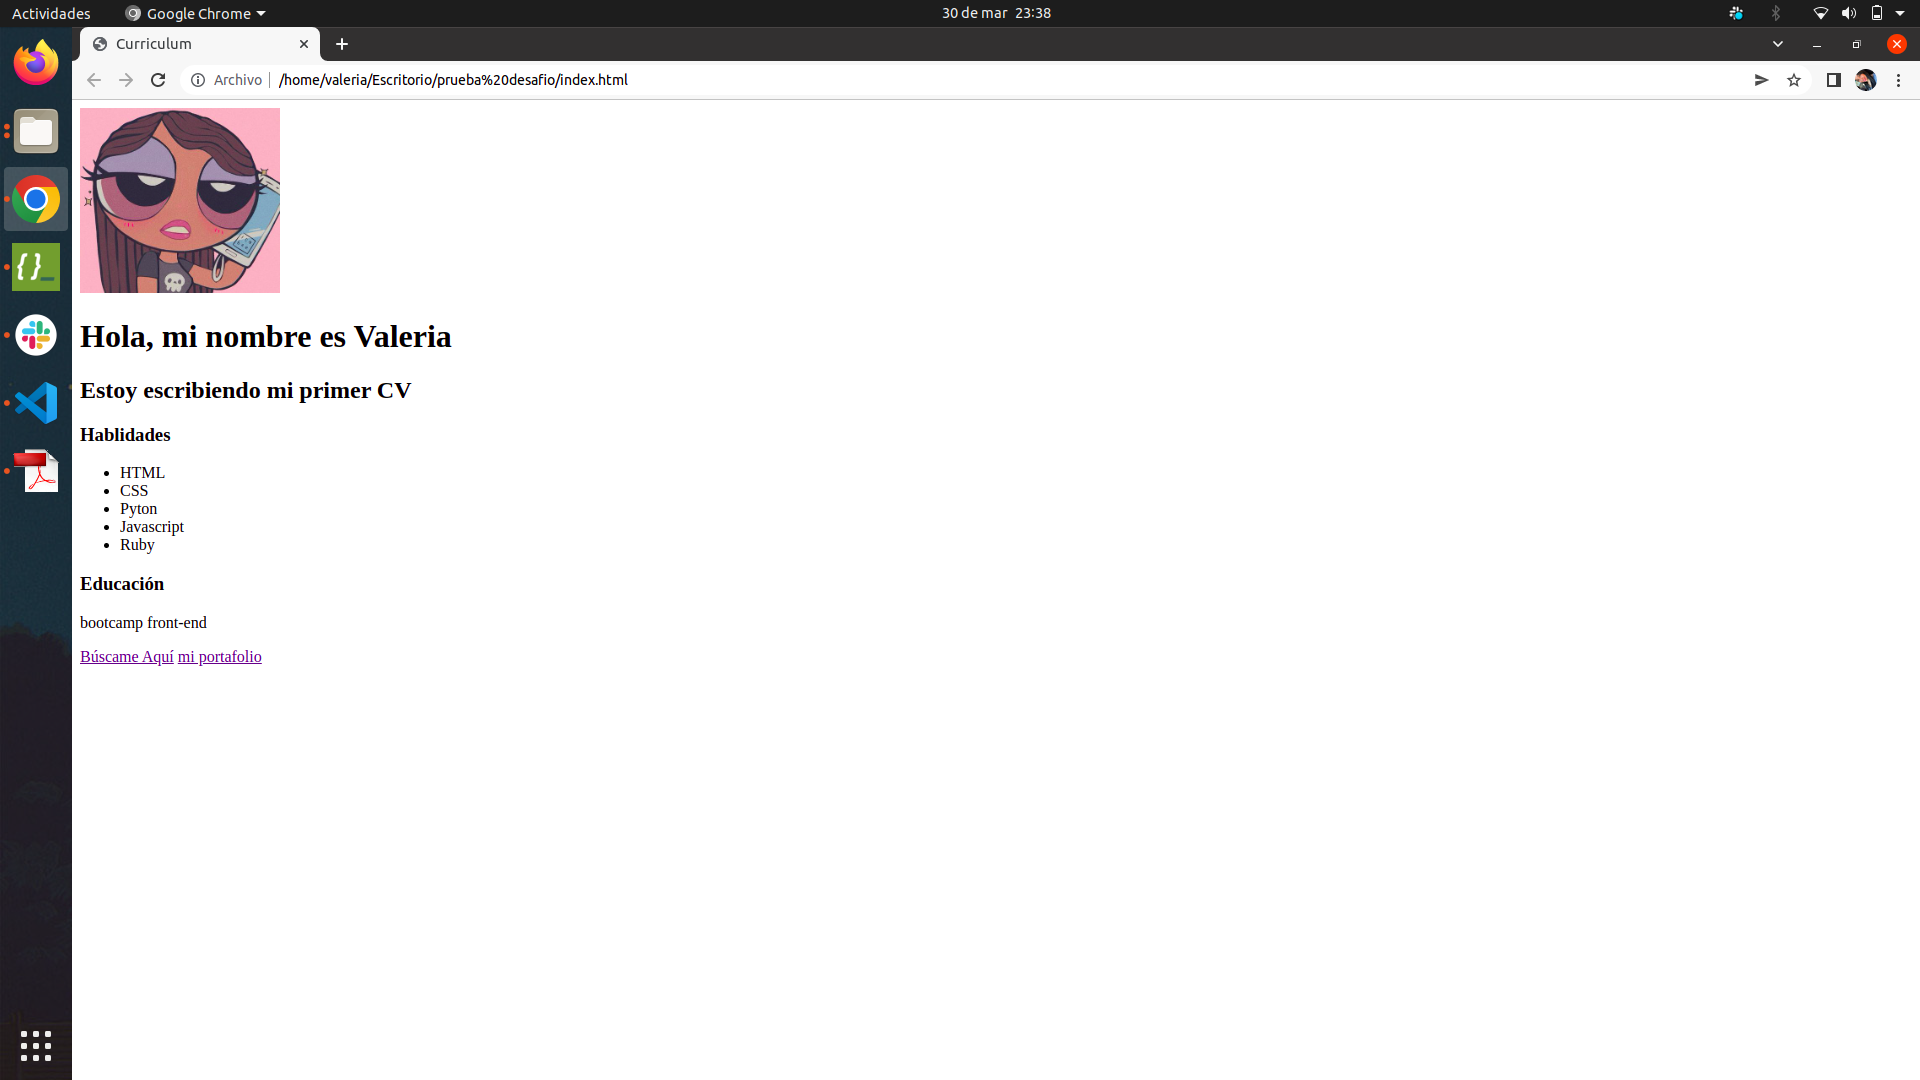 Actividades
Google Chrome
30 de mar 23:38
Curriculum
Archivo
/home/valeria/Escritorio/prueba%20desafio/index.html
Hola, mi nombre es Valeria
Estoy escribiendo mi primer CV
Hablidades
HTML
CSS
Pyton
Javascript
Ruby
Educación
bootcamp front-end
Búscame Aquí mi portafolio